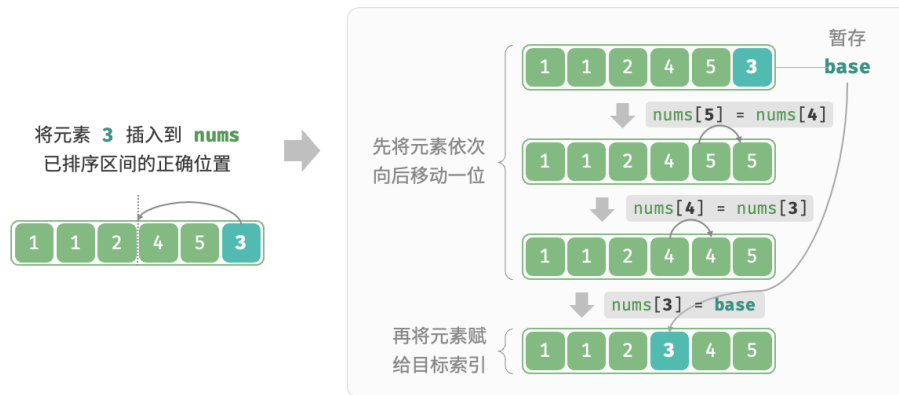 将元素 3 插入到 nums
已排序区间的正确位置
1 1 2 4 5 3
暂存
base
1 1 2 4 5 3
nums[5] = nums[4]
先将元素依次
向后移动一位
1 1 2 4 5 5
nums[4] = nums[3]
1 1 2 4 4 5
nums[3] = base
再将元素赋
给目标索引
1 1 2 3 4 5